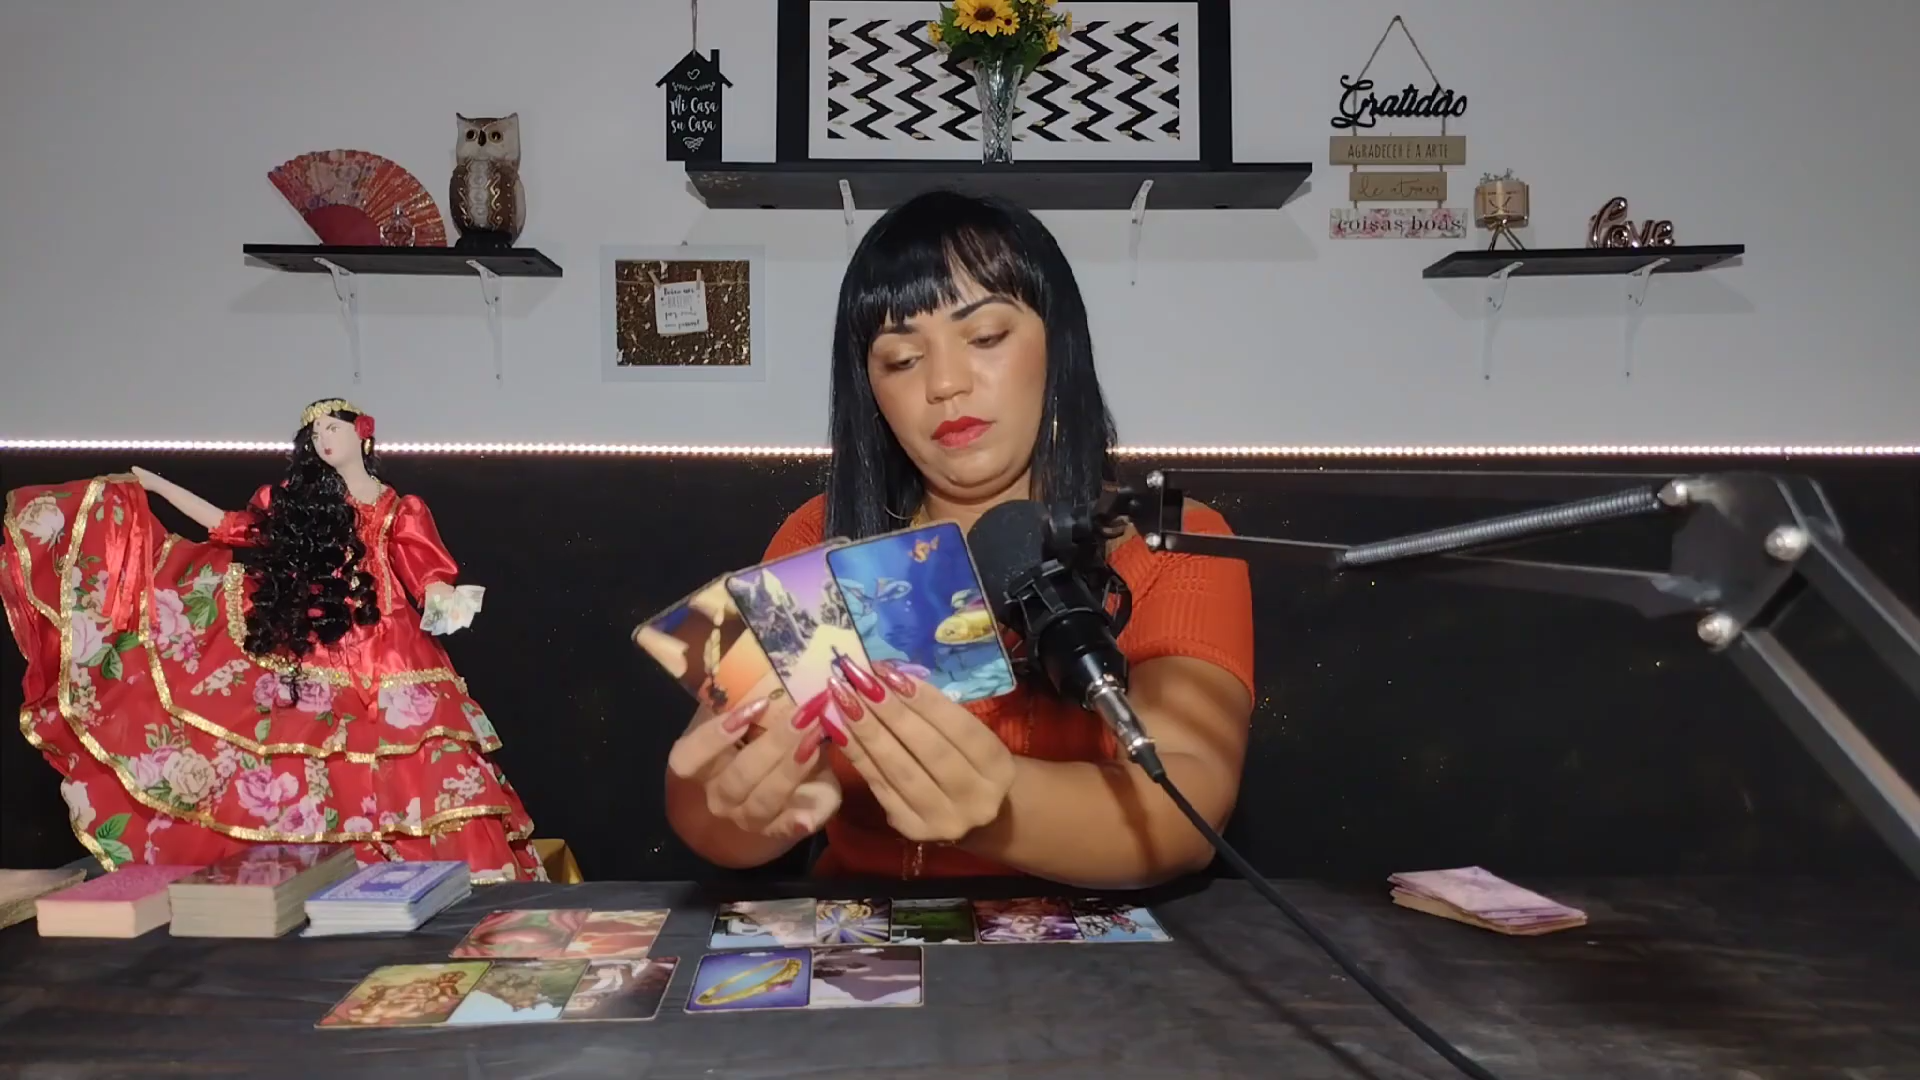 Mi Casa
su Casa
Gratidão
AGRADECER É A ARTE
de atrair
coisas boas
love